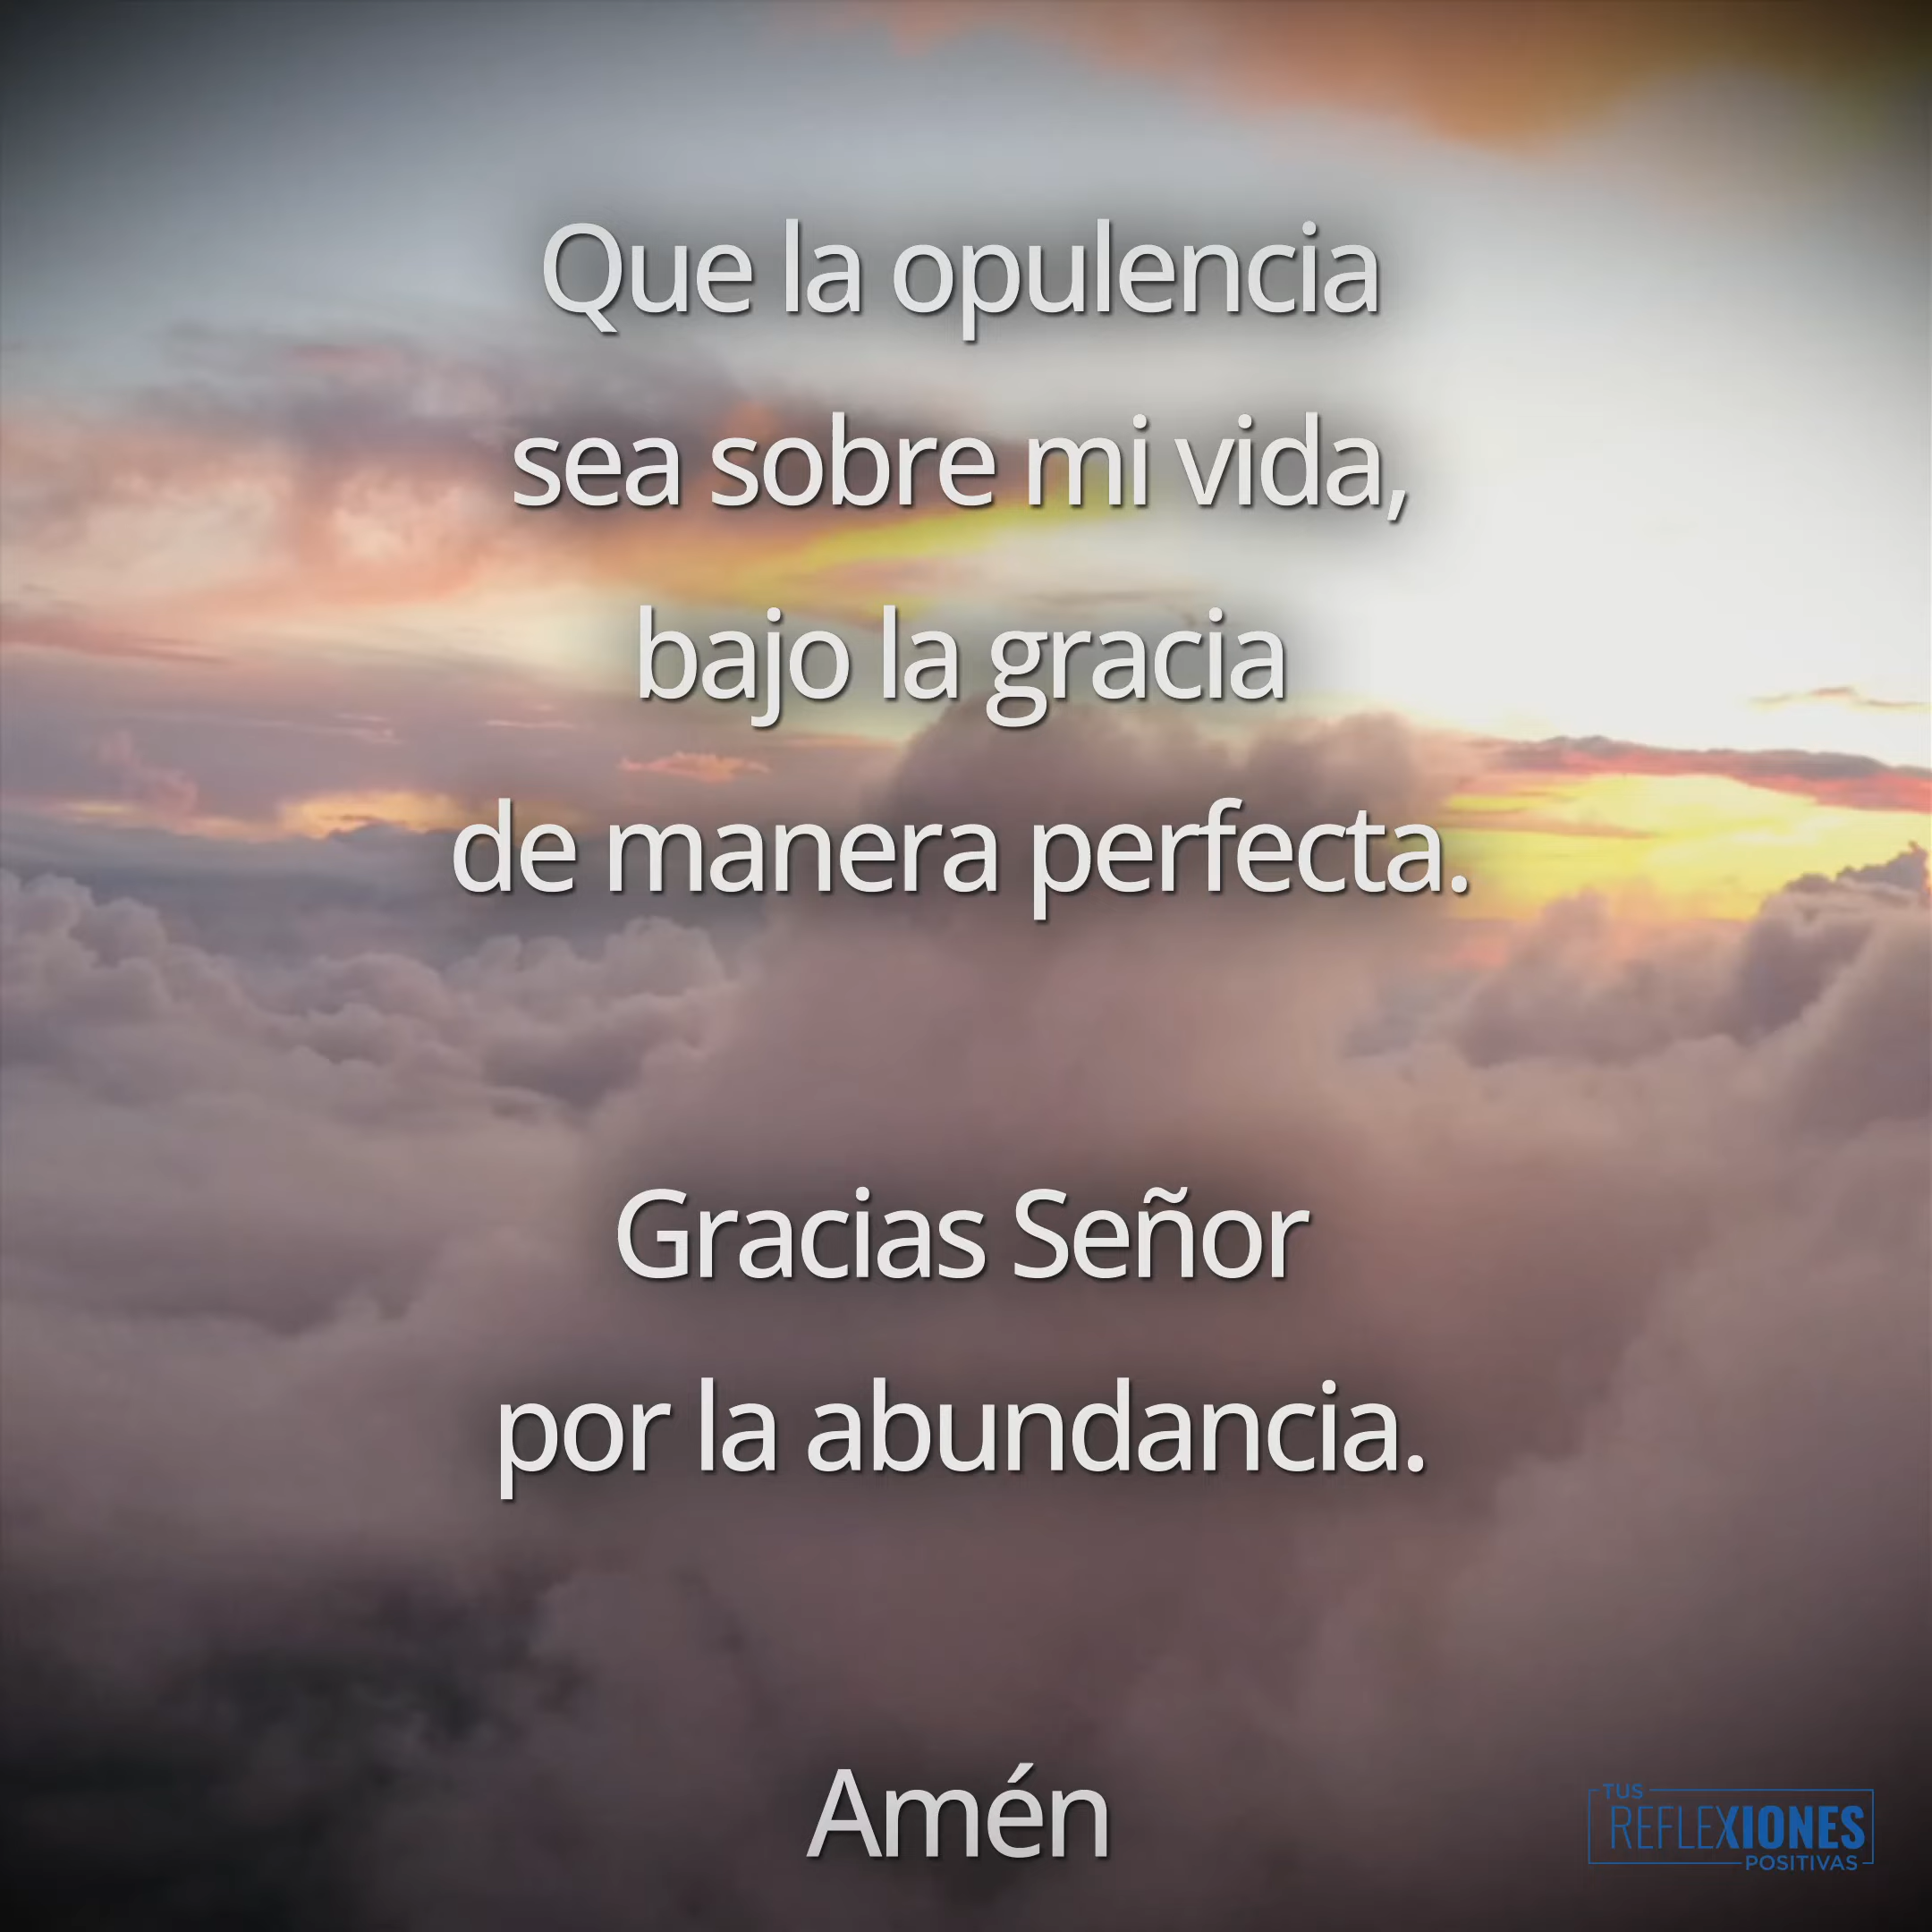 Que la opulencia
sea sobre mi vida,
bajo la gracia
de manera perfecta.
Gracias Señor
por la abundancia.
Amén
TUS
REFLEXIONES
POSITIVAS